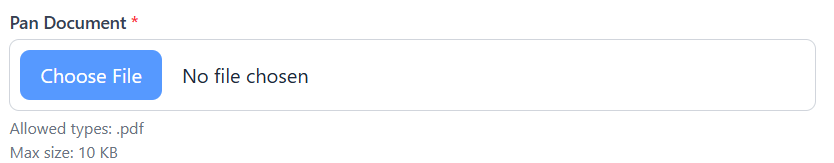 Pan Document *
Choose File No file chosen
Allowed types: .pdf
Max size: 10 KB